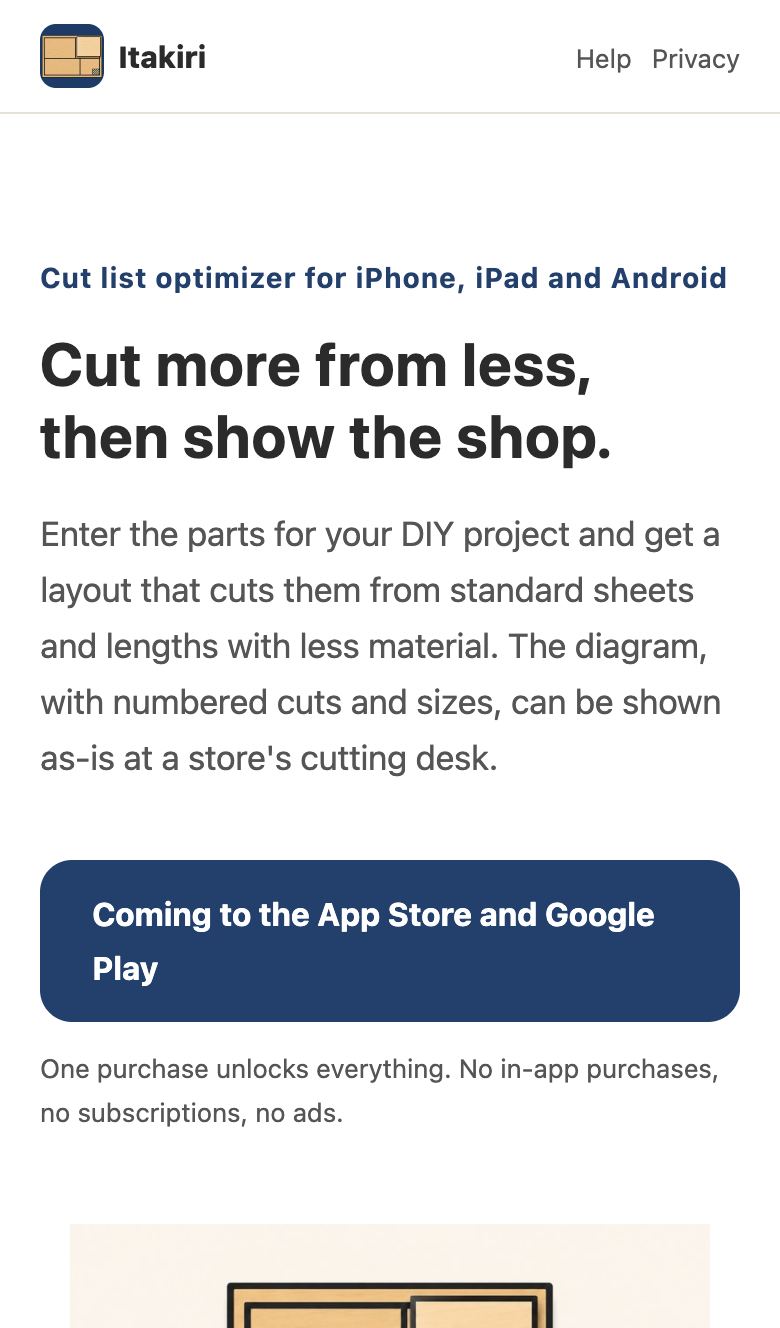 Itakiri
Help Privacy
Cut list optimizer for iPhone, iPad and Android
Cut more from less,
then show the shop.
Enter the parts for your DIY project and get a
layout that cuts them from standard sheets
and lengths with less material. The diagram,
with numbered cuts and sizes, can be shown
as-is at a store's cutting desk.
Coming to the App Store and Google
Play
One purchase unlocks everything. No in-app purchases,
no subscriptions, no ads.